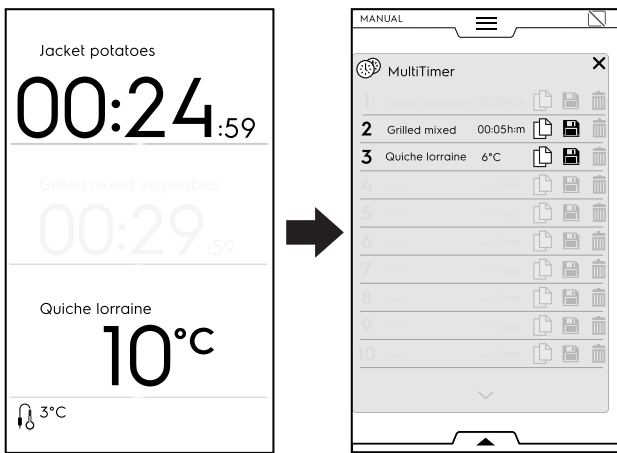 Jacket potatoes
00:24:59
Grilled mixed vegetables
00:29:59
Quiche lorraine
10°C
3°C
MANUAL
MultiTimer
1 Jacket potatoes 00:00h:m
2 Grilled mixed 00:05h:m
3 Quiche lorraine 6°C
4
5
6
7
8
9
10